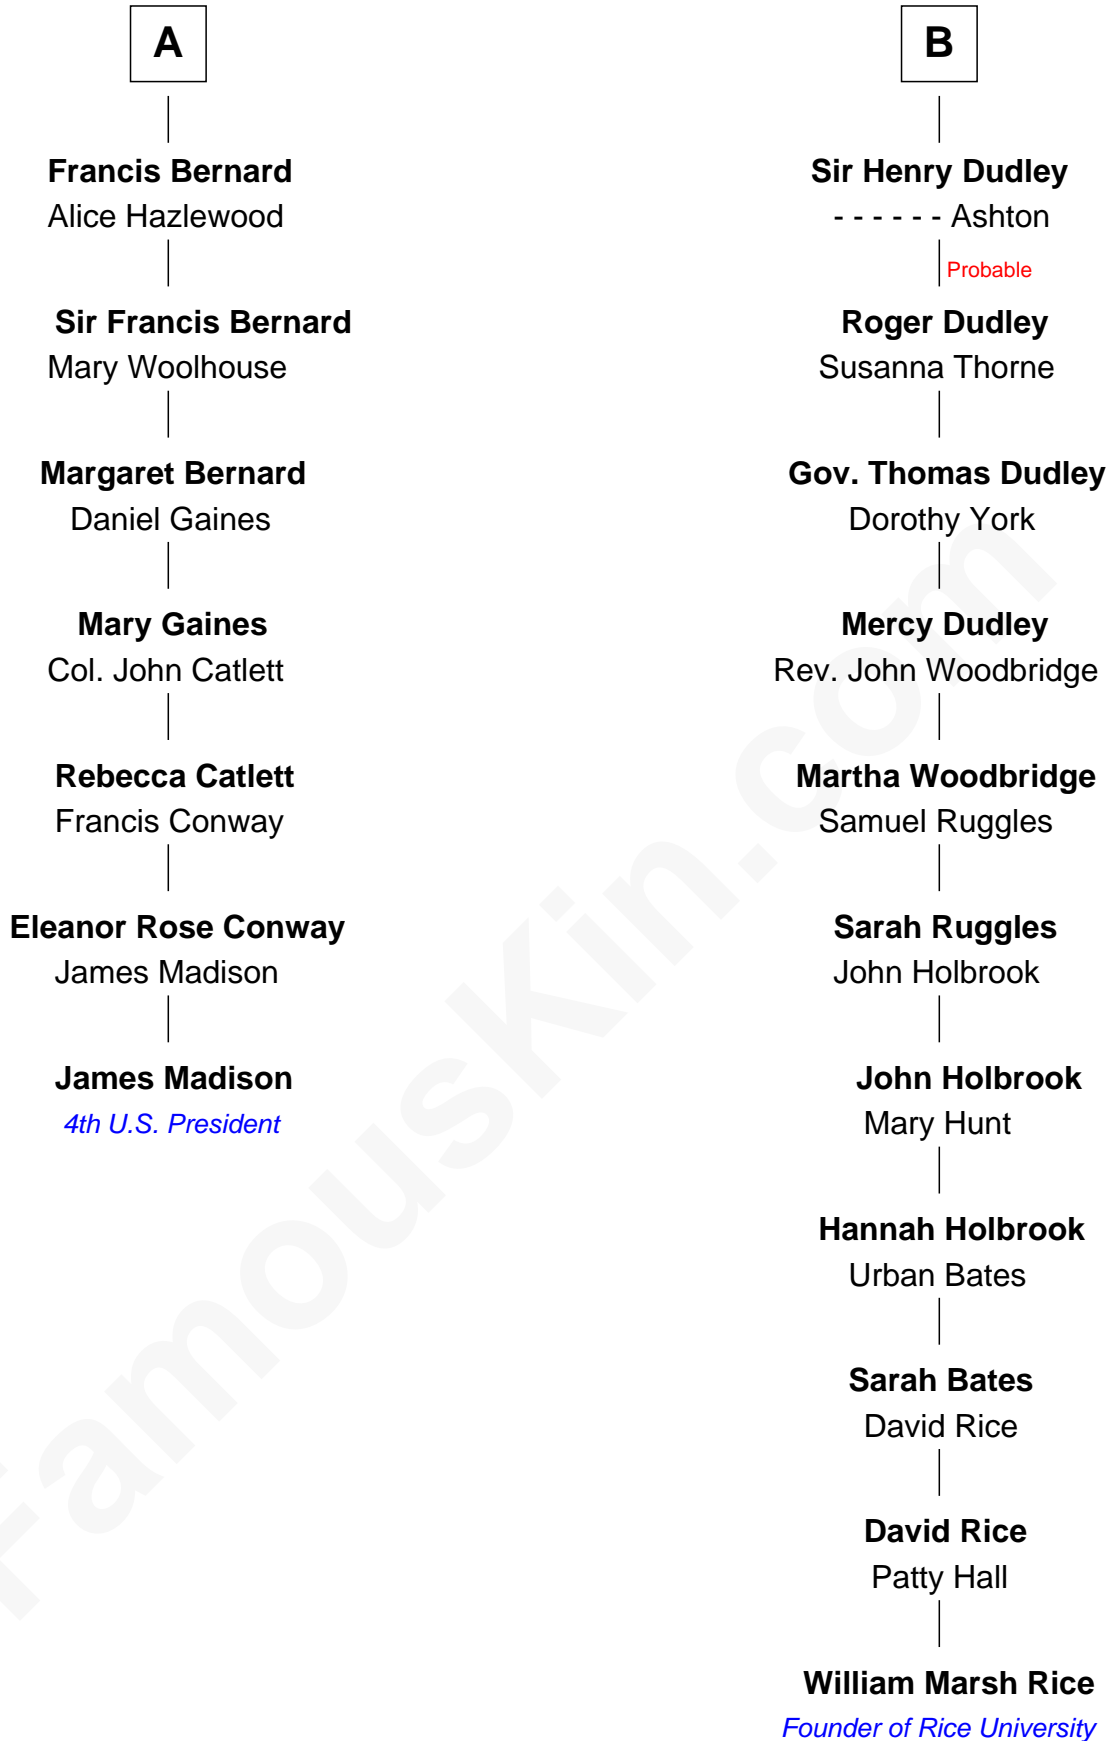 A
Francis Bernard
Alice Hazlewood
Sir Francis Bernard
Mary Woolhouse
Margaret Bernard
Daniel Gaines
Mary Gaines
Col. John Catlett
Rebecca Catlett
Francis Conway
Eleanor Rose Conway
James Madison
James Madison
4th U.S. President
B
Sir Henry Dudley
- - - - - - Ashton
Probable
Roger Dudley
Susanna Thorne
Gov. Thomas Dudley
Dorothy York
Mercy Dudley
Rev. John Woodbridge
Martha Woodbridge
Samuel Ruggles
Sarah Ruggles
John Holbrook
John Holbrook
Mary Hunt
Hannah Holbrook
Urban Bates
Sarah Bates
David Rice
David Rice
Patty Hall
William Marsh Rice
Founder of Rice University
FamousKin.com